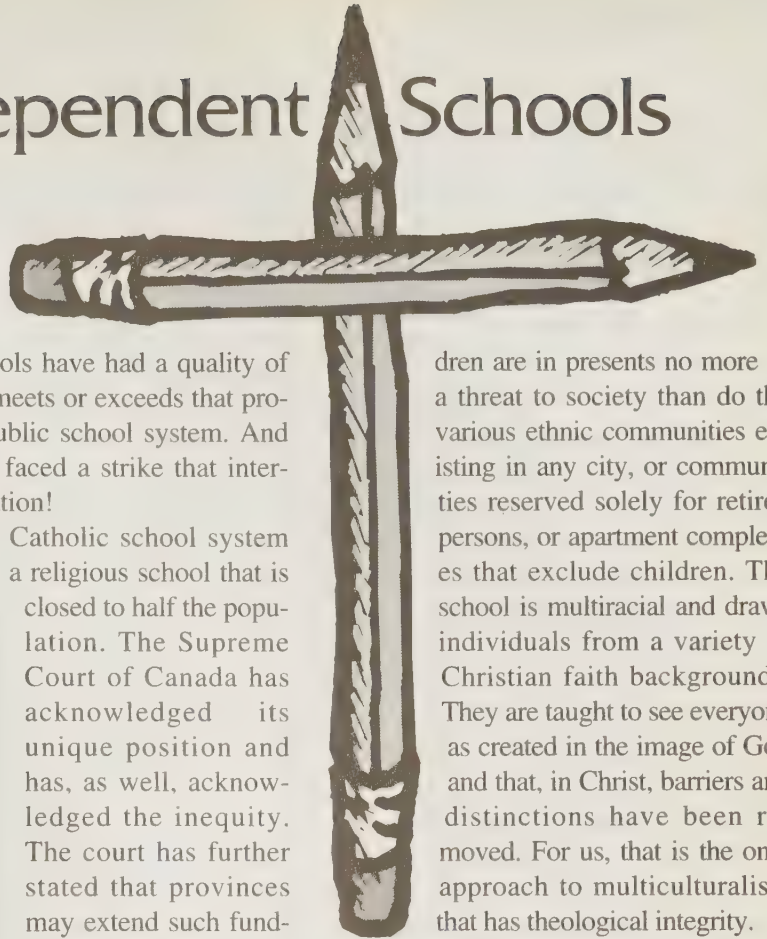 ependent Schools
ols have had a quality of
meets or exceeds that pro-
ublic school system. And
faced a strike that inter-
tion!
Catholic school system
a religious school that is
closed to half the popu-
lation. The Supreme
Court of Canada has
acknowledged its
unique position and
has, as well, acknow-
ledged the inequity.
The court has further
stated that provinces
may extend such fund-
dren are in presents no more
a threat to society than do th
various ethnic communities e
isting in any city, or commun
ties reserved solely for retire
persons, or apartment comple
es that exclude children. Th
school is multiracial and draw
individuals from a variety
Christian faith background
They are taught to see everyon
as created in the image of Go
and that, in Christ, barriers an
distinctions have been r
moved. For us, that is the on
approach to multiculturalis
that has theological integrity.